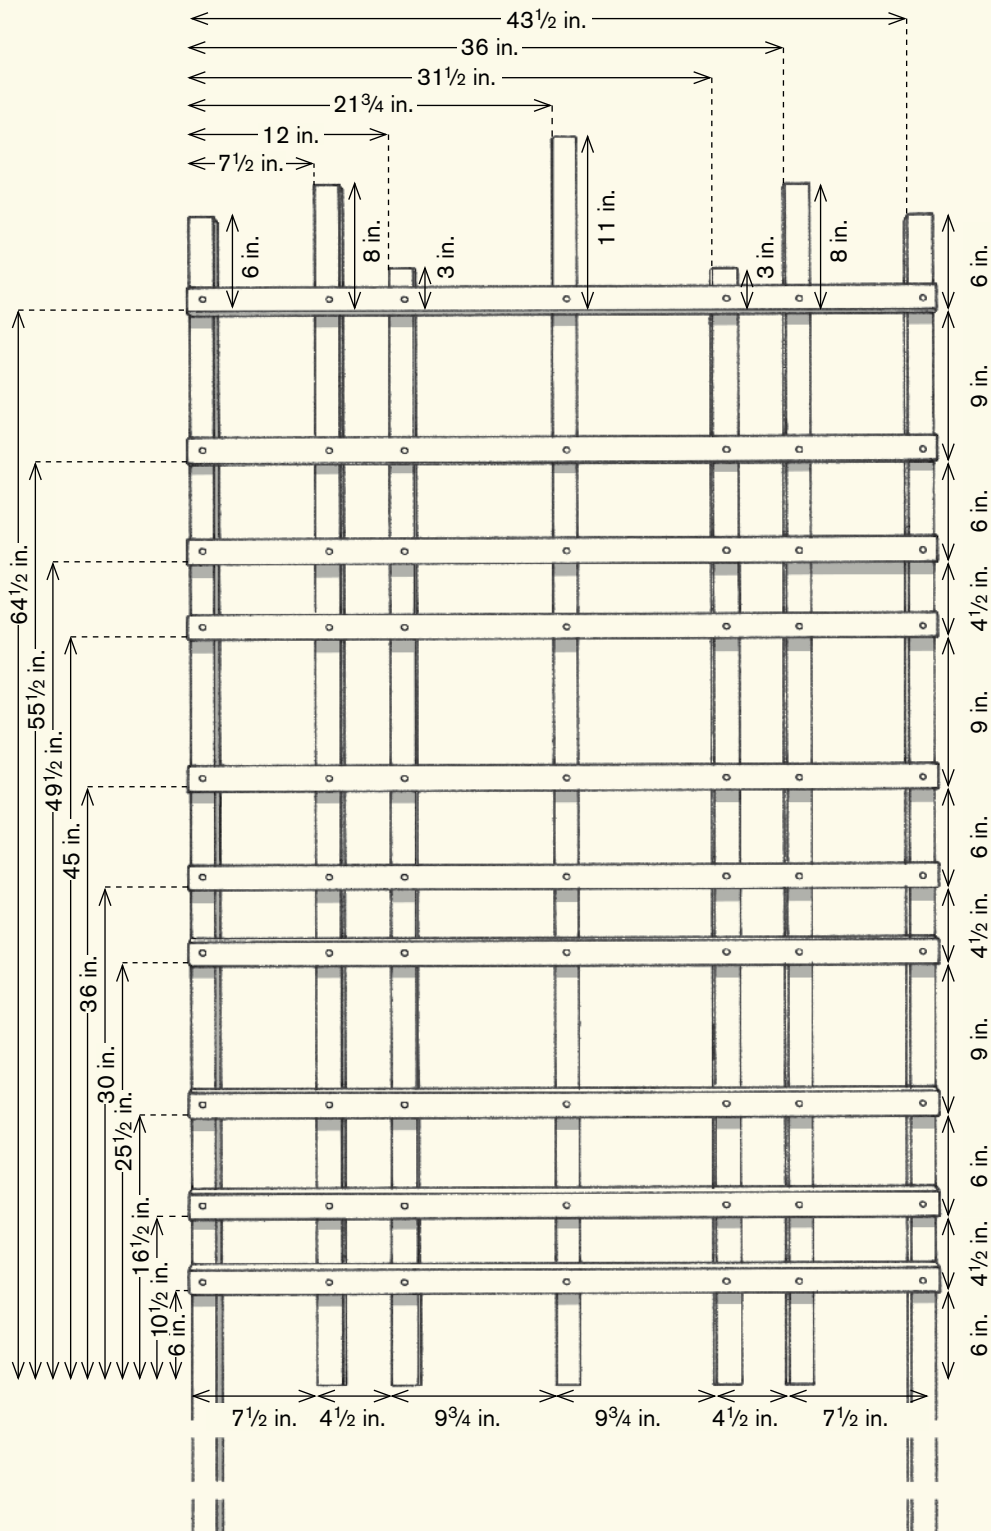 43½ in.
36 in.
31½ in.
21¾ in.
12 in.
7½ in.
6 in.
8 in.
3 in.
11 in.
3 in.
8 in.
6 in.
9 in.
6 in.
4½ in.
9 in.
6 in.
4½ in.
9 in.
6 in.
4½ in.
6 in.
64½ in.
55½ in.
49½ in.
45 in.
36 in.
30 in.
25½ in.
16½ in.
10½ in.
6 in.
7½ in.
4½ in.
9¾ in.
9¾ in.
4½ in.
7½ in.